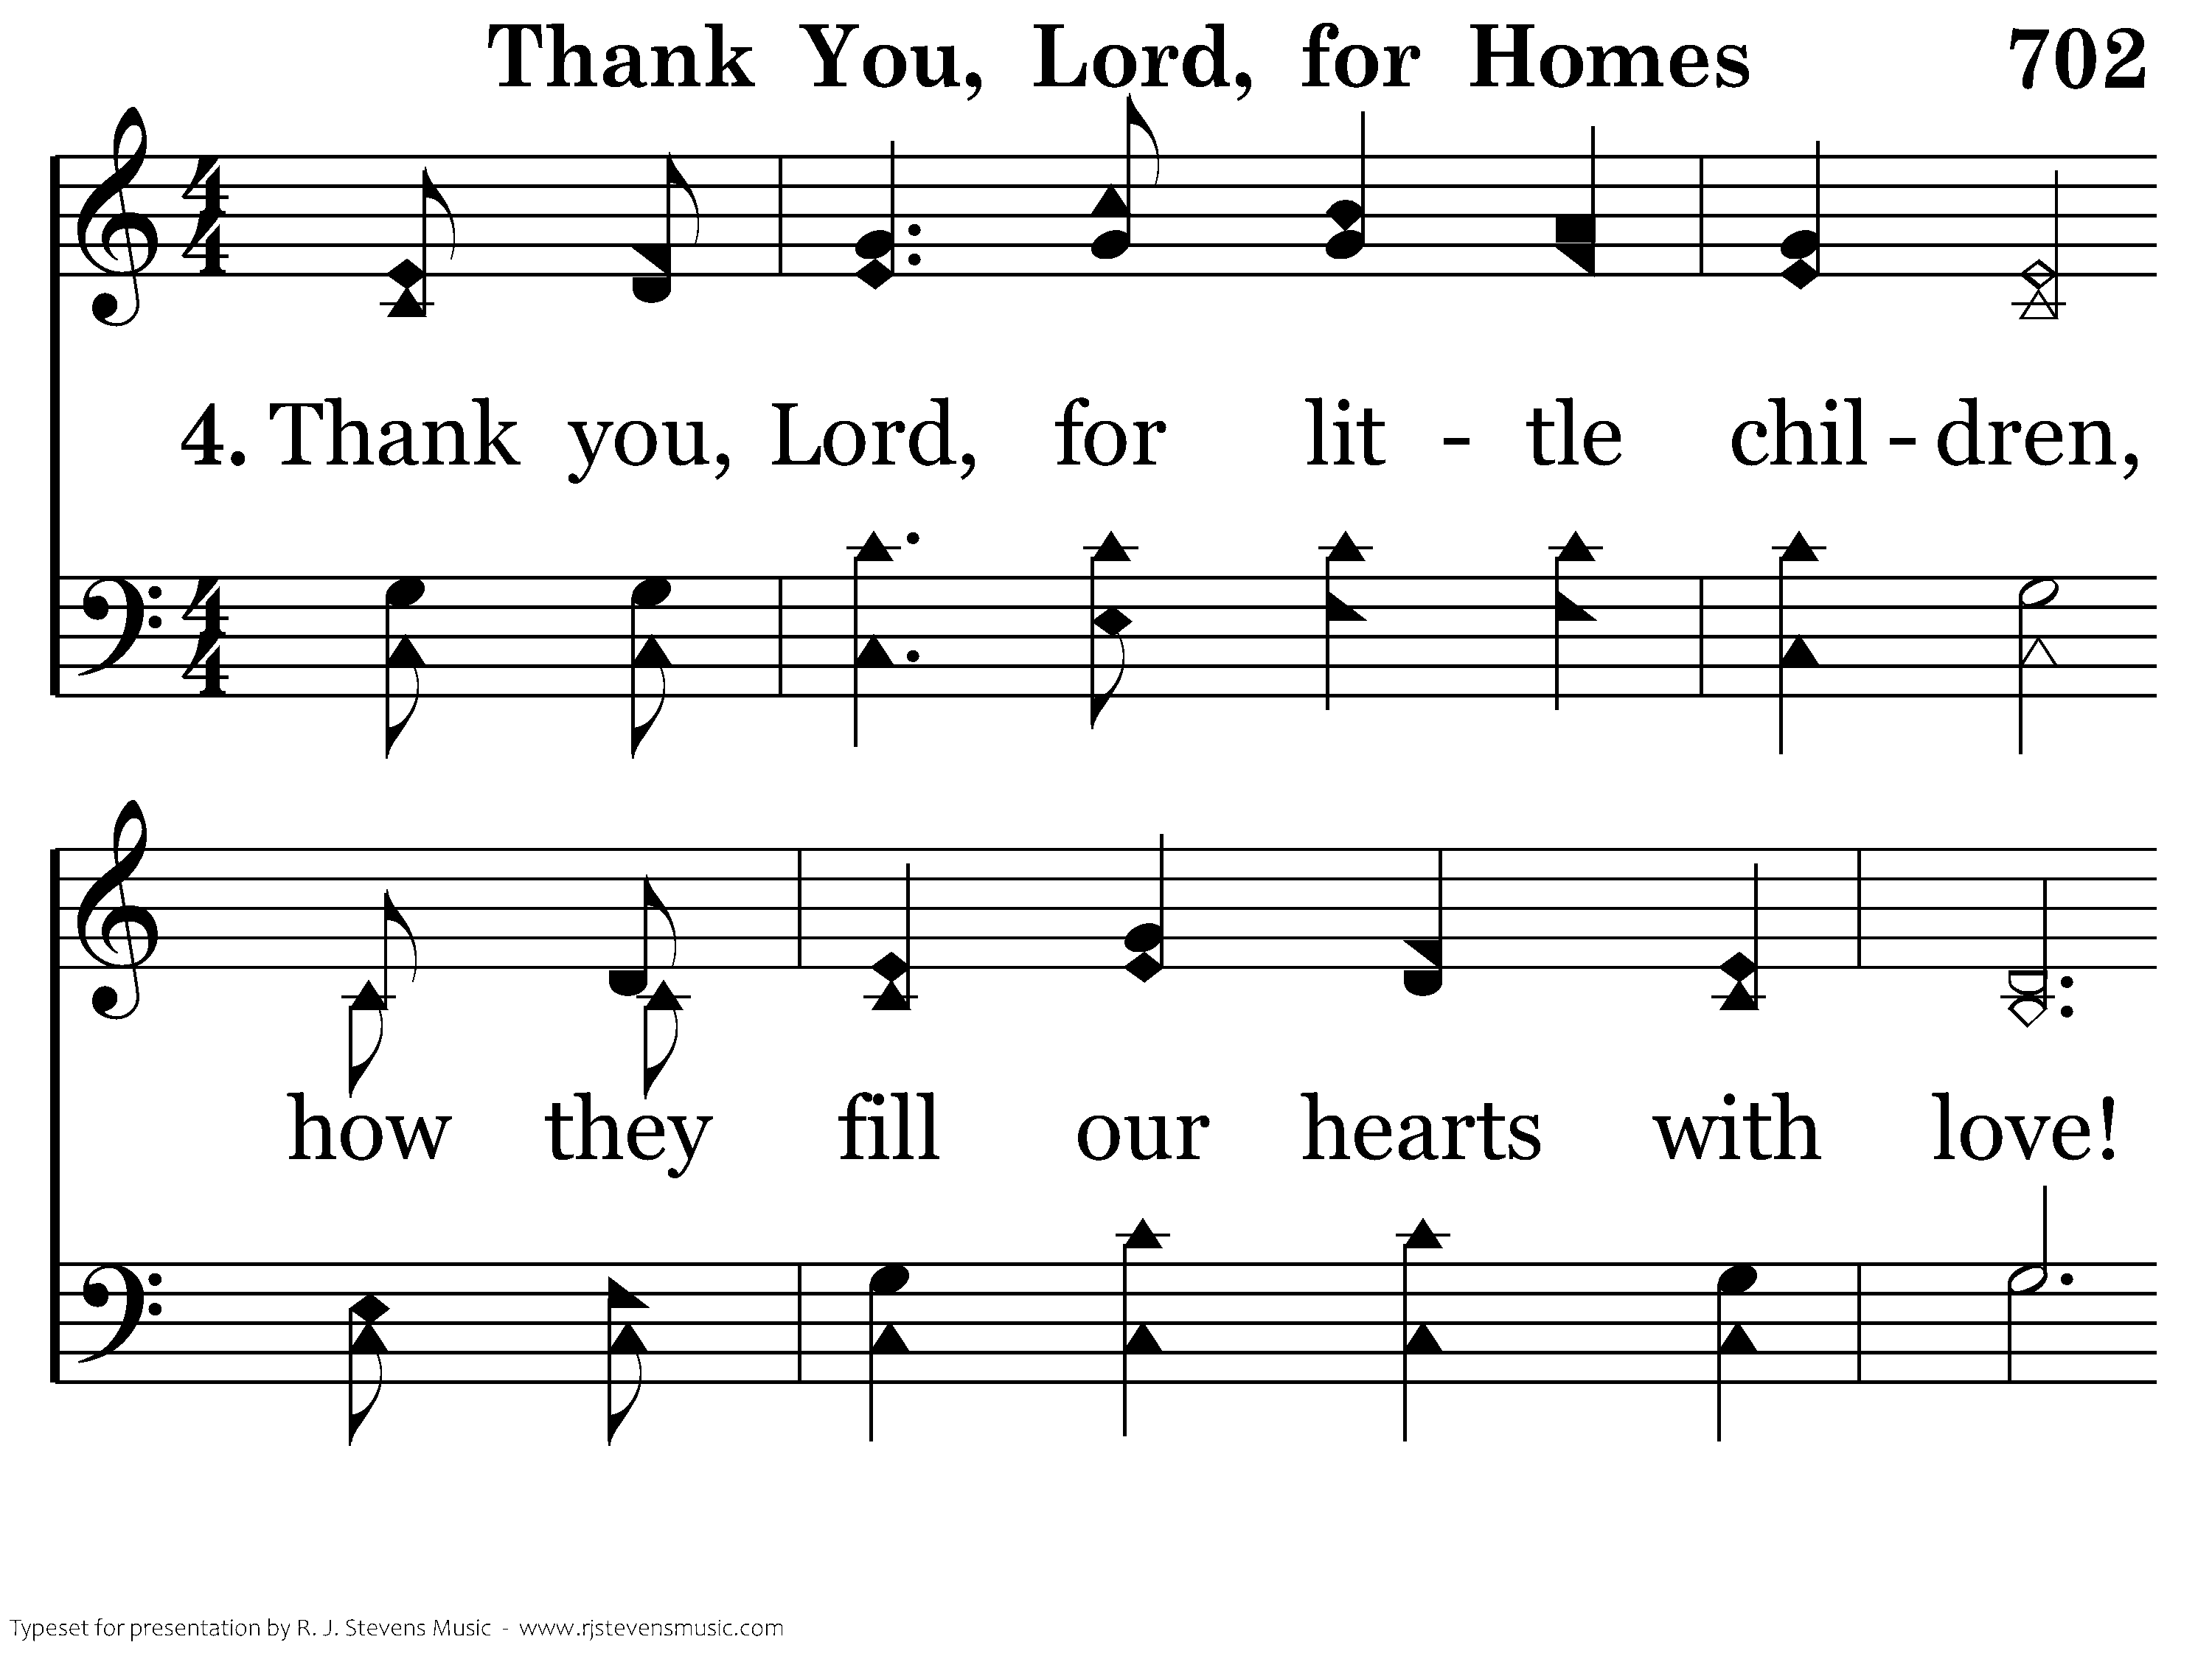 Thank You, Lord, for Homes 702
4. Thank you, Lord, for lit - tle chil - dren,
how they fill our hearts with love!
Typeset for presentation by R. J. Stevens Music - www.rjstevensmusic.com